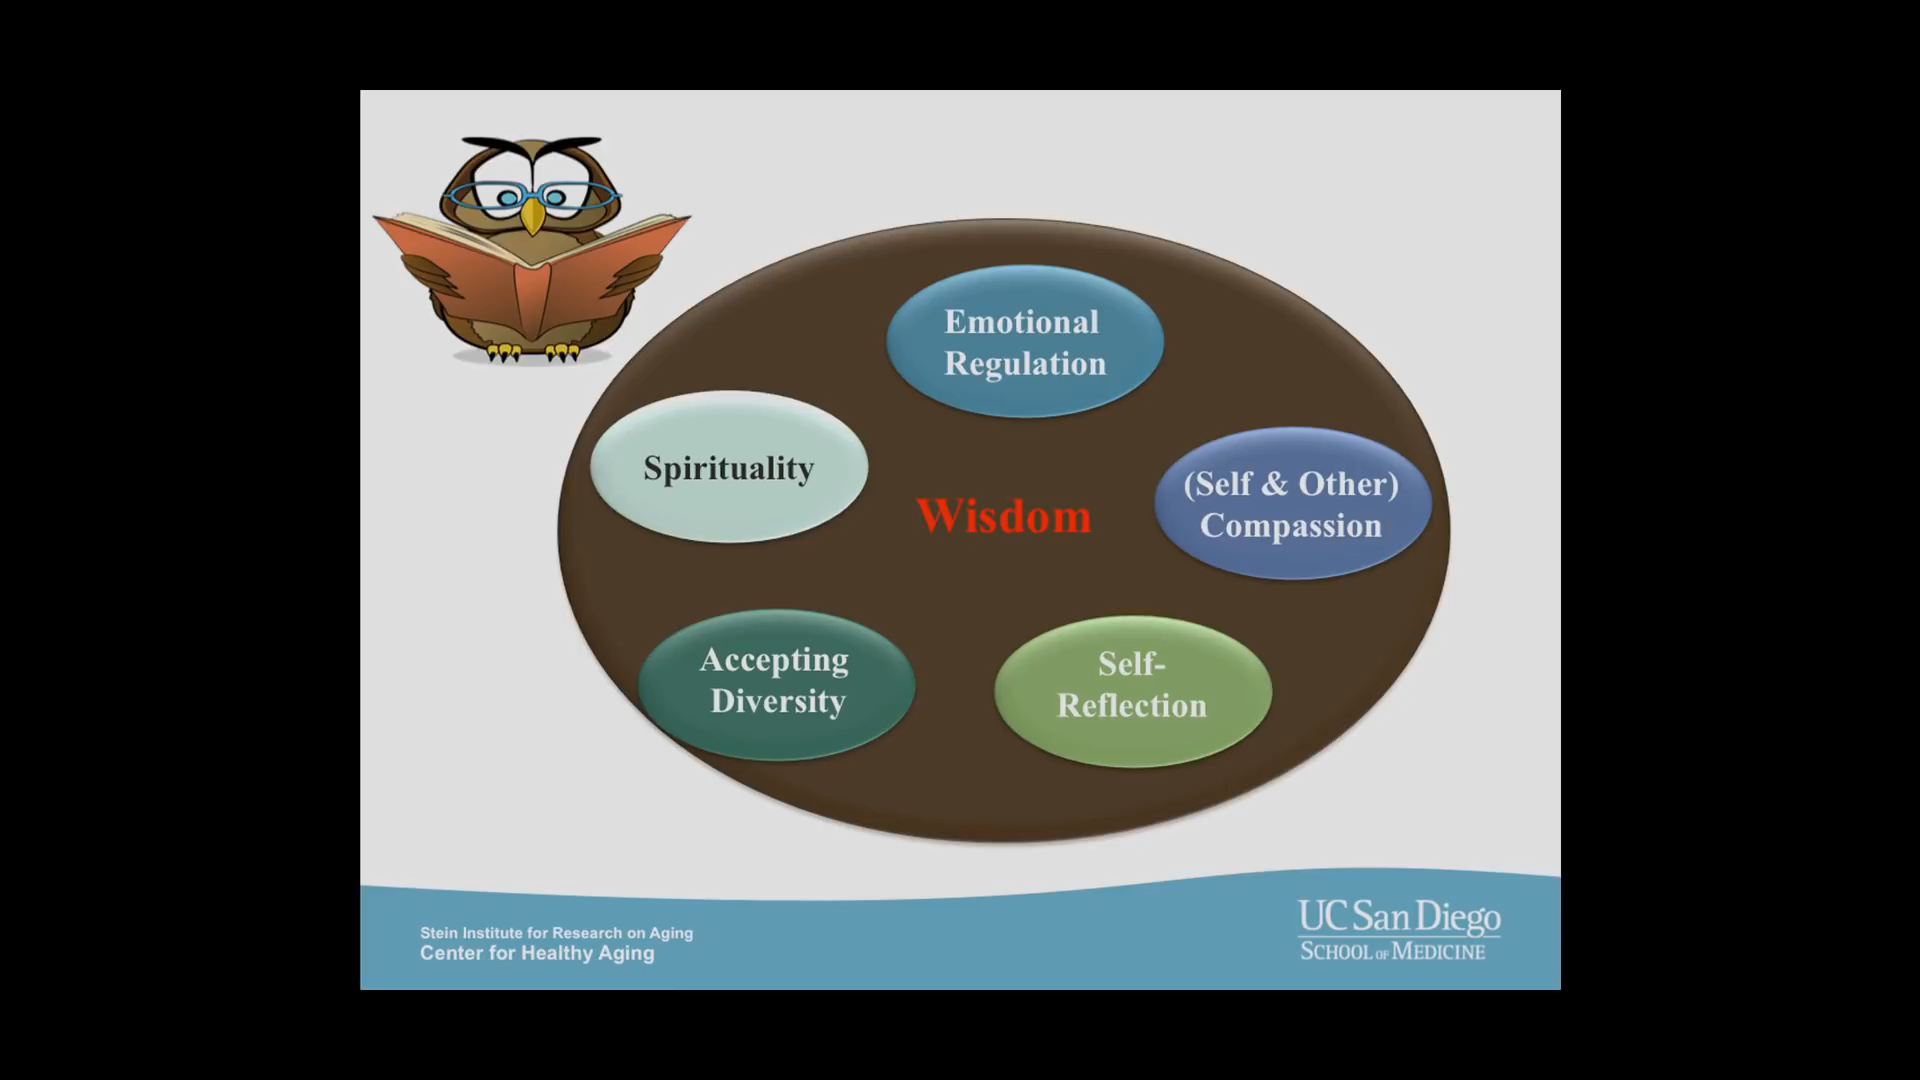 Emotional
Regulation
Spirituality
(Self & Other)
Compassion
Wisdom
Accepting
Diversity
Self-
Reflection
Stein Institute for Research on Aging
Center for Healthy Aging
UC San Diego
SCHOOL OF MEDICINE